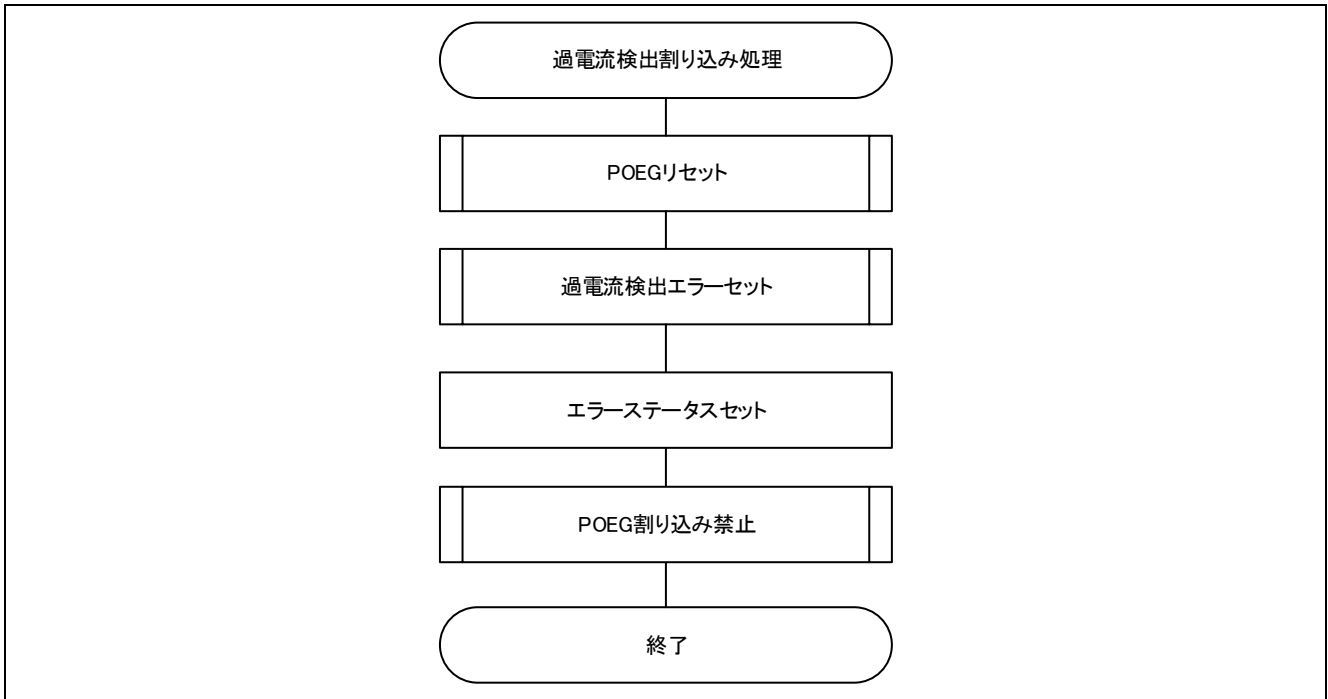 過電流検出割り込み処理
POEGリセット
過電流検出エラーセット
エラーステータスセット
POEG割り込み禁止
終了